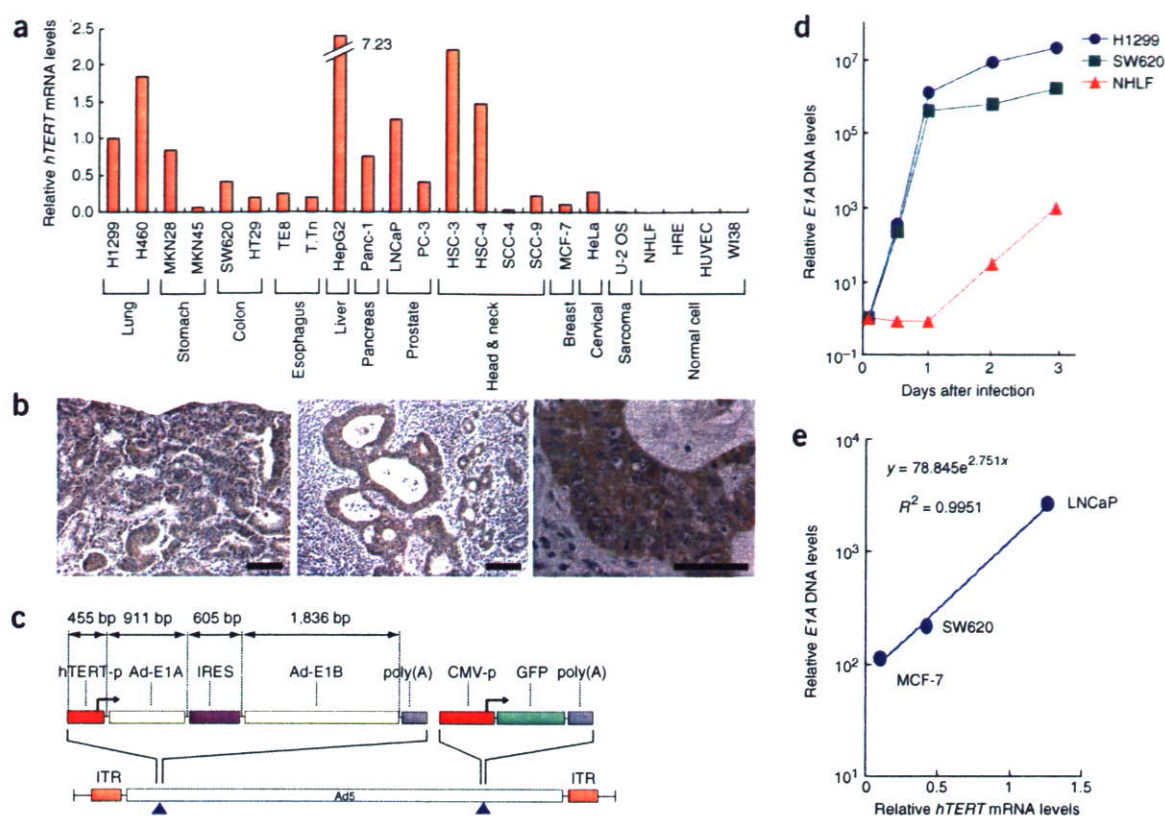 a
Relative hTERT mRNA levels
2.5
2.0
1.5
1.0
0.5
0.0
7.23
H1299
H460
MKN28
MKN45
SW620
HT29
TE8
T.Tn
HepG2
Panc-1
LNCaP
PC-3
HSC-3
HSC-4
SCC-4
SCC-9
MCF-7
HeLa
U-2 OS
NHLF
HRE
HUVEC
WI38
Lung
Stomach
Colon
Esophagus
Liver
Pancreas
Prostate
Head & neck
Breast
Cervical
Sarcoma
Normal cell
b
c
455 bp 911 bp 605 bp 1,836 bp
hTERT-p Ad-E1A IRES Ad-E1B poly(A) CMV-p GFP poly(A)
ITR ITR
Ad5
d
Relative E1A DNA levels
10⁷
10⁵
10³
10¹
10⁻¹
H1299
SW620
NHLF
0 1 2 3
Days after infection
e
Relative E1A DNA levels
10⁴
10³
10²
10¹
y = 78.845e^2.751x
R² = 0.9951
LNCaP
SW620
MCF-7
0 0.5 1 1.5
Relative hTERT mRNA levels